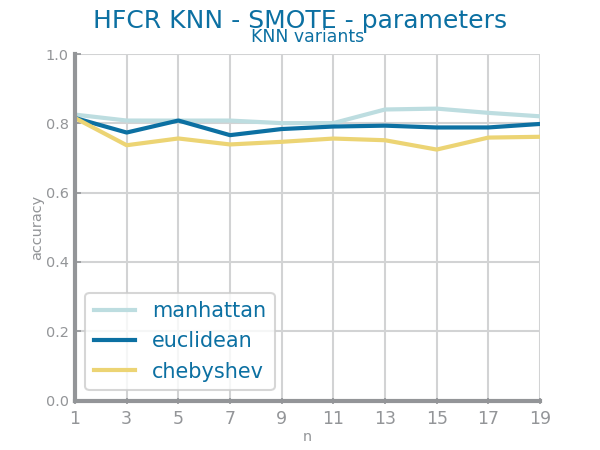 HFCR KNN - SMOTE - parameters
KNN variants
1.0
0.8
0.6
0.4
0.2
0.0
accuracy
manhattan
euclidean
chebyshev
1 3 5 7 9 11 13 15 17 19
n